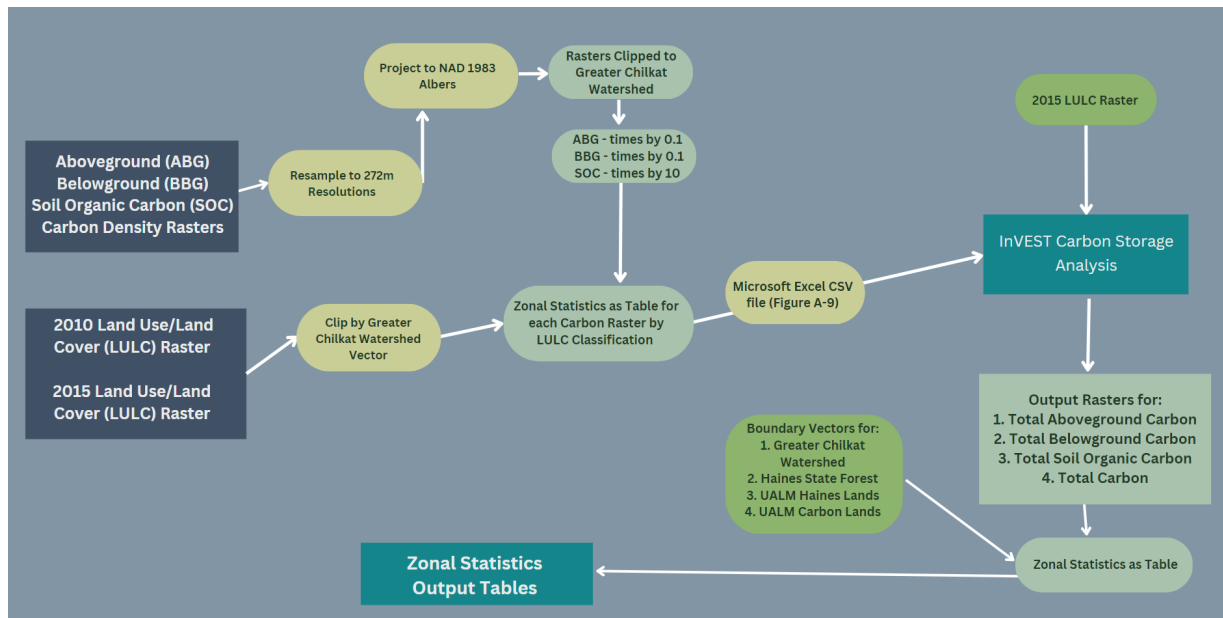 Project to NAD 1983
Albers
Rasters Clipped to
Greater Chilkat
Watershed
2015 LULC Raster
ABG - times by 0.1
BBG - times by 0.1
SOC - times by 10
Aboveground (ABG)
Belowground (BBG)
Soil Organic Carbon (SOC)
Carbon Density Rasters
Resample to 272m
Resolutions
InVEST Carbon Storage
Analysis
2010 Land Use/Land
Cover (LULC) Raster
2015 Land Use/Land
Cover (LULC) Raster
Clip by Greater
Chilkat Watershed
Vector
Zonal Statistics as Table for
each Carbon Raster by
LULC Classification
Microsoft Excel CSV
file (Figure A-9)
Output Rasters for:
1. Total Aboveground Carbon
2. Total Belowground Carbon
3. Total Soil Organic Carbon
4. Total Carbon
Boundary Vectors for:
1. Greater Chilkat
Watershed
2. Haines State Forest
3. UALM Haines Lands
4. UALM Carbon Lands
Zonal Statistics as Table
Zonal Statistics
Output Tables